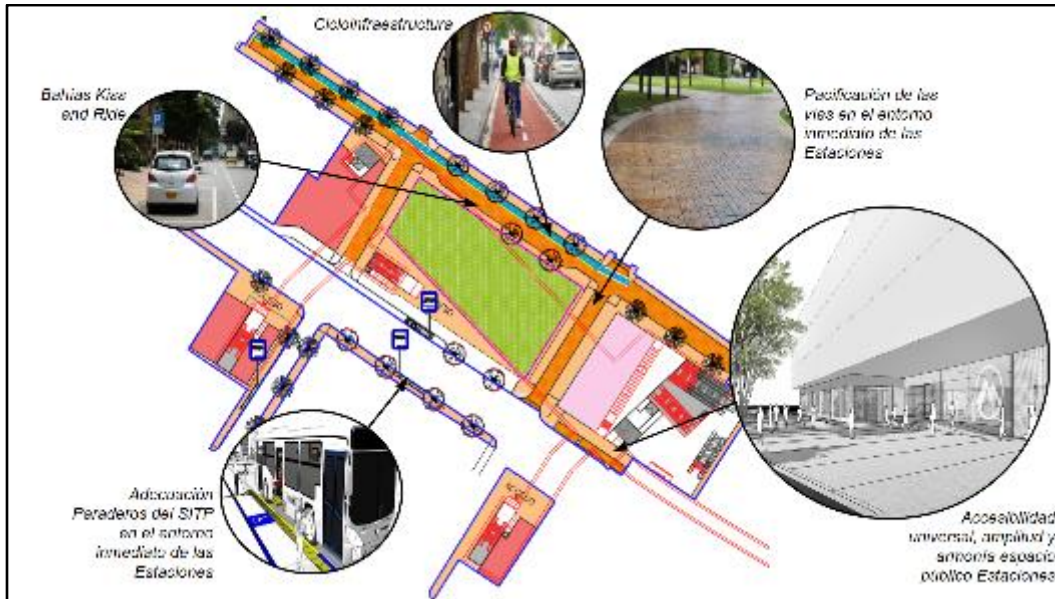 Cicloinfraestructura
Bahías Kiss
and Ride
Pacificación de las
vías en el entorno
inmediato de las
Estaciones
Adecuación
Paraderos del SITP
en el entorno
inmediato de las
Estaciones
Accesibilidad
universal, amplitud y
armonía espacio
público Estaciones